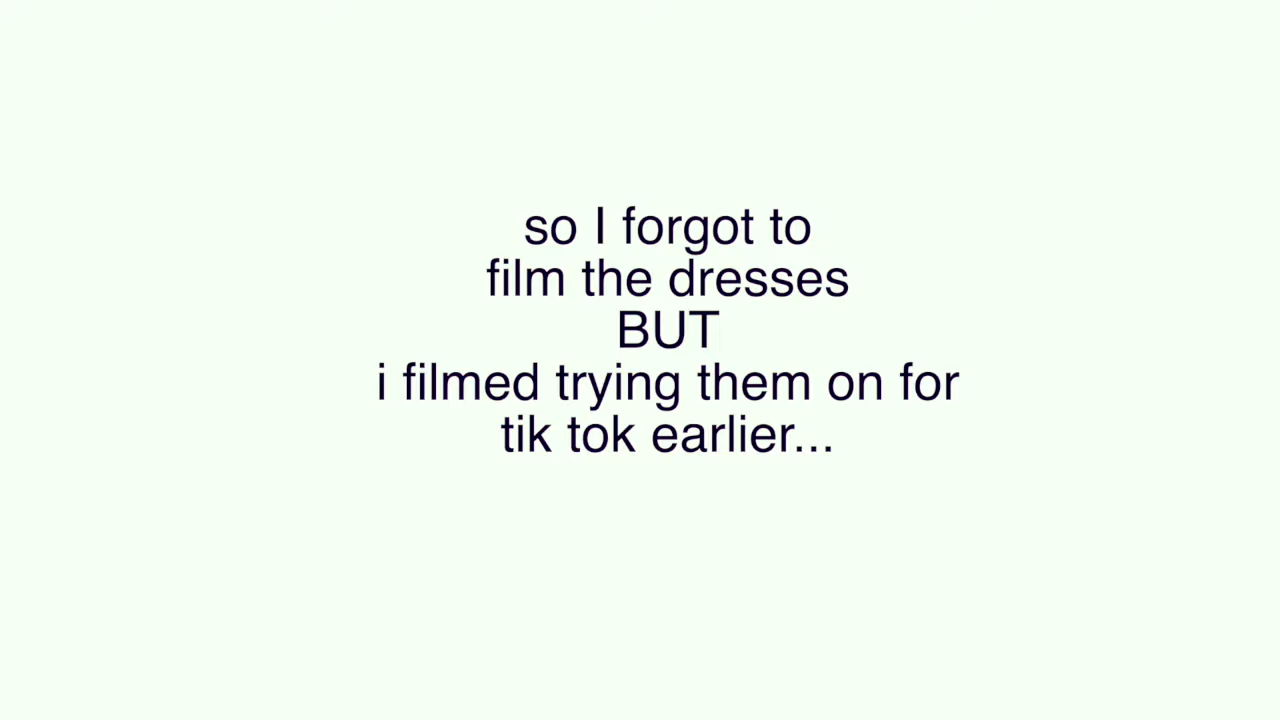 so I forgot to
film the dresses
BUT
i filmed trying them on for
tik tok earlier...